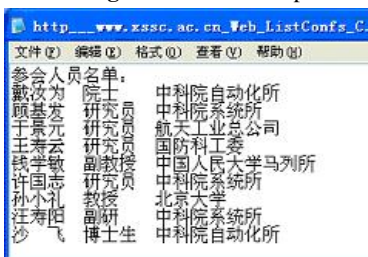 http___www.xssc.ac.cn_Web_ListConfs_C.
文件(F) 编辑(E) 格式(O) 查看(V) 帮助(H)
参会人员名单:
戴汝为 院士 中科院自动化所
顾基发 研究员 中科院系统所
于景元 研究员 航天工业总公司
王寿云 研究员 国防科工委
钱学敏 副教授 中国人民大学马列所
许国志 研究员 中科院系统所
孙小礼 教授 北京大学
汪寿阳 副研 中科院系统所
沙 飞 博士生 中科院自动化所